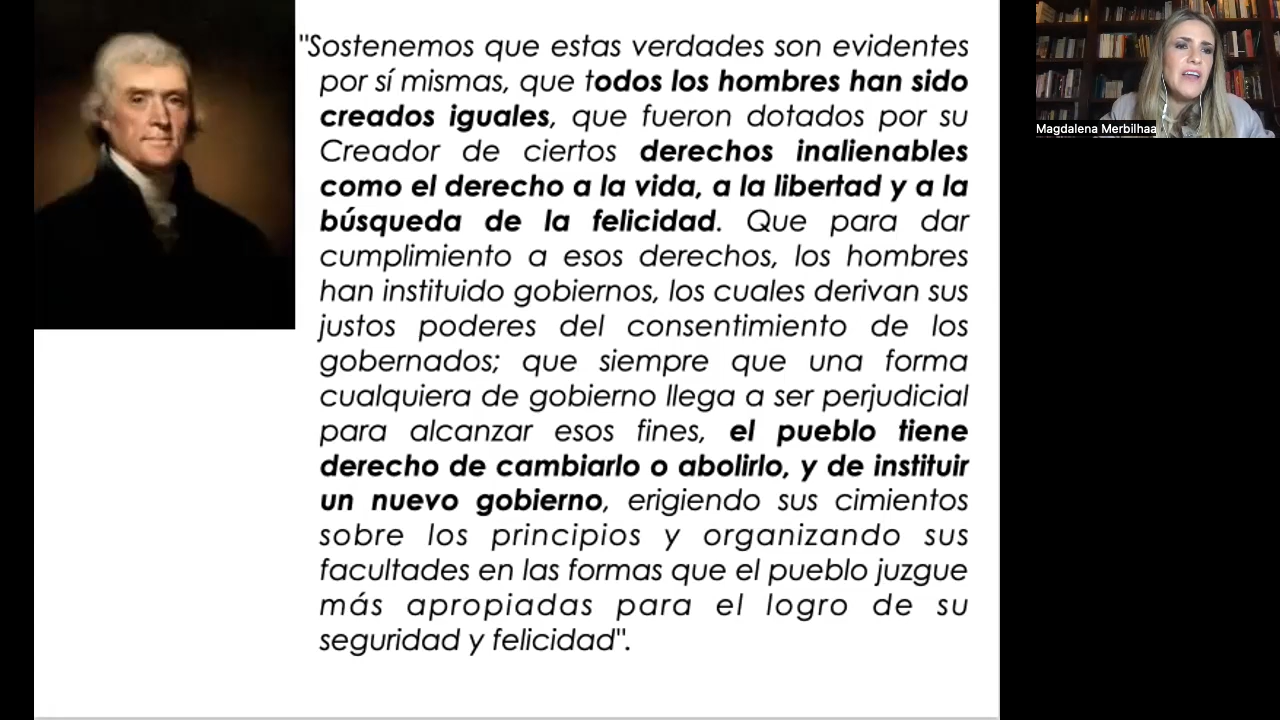 "Sostenemos que estas verdades son evidentes
por sí mismas, que todos los hombres han sido
creados iguales, que fueron dotados por su
Creador de ciertos derechos inalienables
como el derecho a la vida, a la libertad y a la
búsqueda de la felicidad. Que para dar
cumplimiento a esos derechos, los hombres
han instituido gobiernos, los cuales derivan sus
justos poderes del consentimiento de los
gobernados; que siempre que una forma
cualquiera de gobierno llega a ser perjudicial
para alcanzar esos fines, el pueblo tiene
derecho de cambiarlo o abolirlo, y de instituir
un nuevo gobierno, erigiendo sus cimientos
sobre los principios y organizando sus
facultades en las formas que el pueblo juzgue
más apropiadas para el logro de su
seguridad y felicidad".
Magdalena Merbilhaa